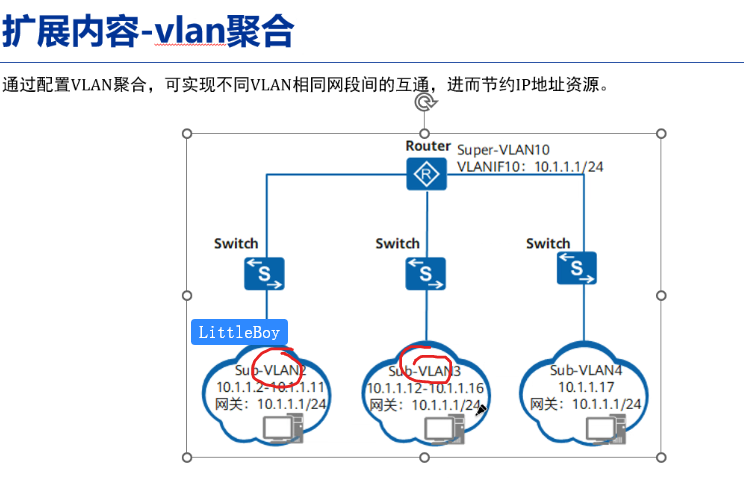 扩展内容-vlan聚合
通过配置VLAN聚合，可实现不同VLAN相同网段间的互通，进而节约IP地址资源。
Router
Super-VLAN10
VLANIF10：10.1.1.1/24
R
Switch
Switch
Switch
S
S
S
LittleBoy
Sub-VLAN2
10.1.1.2-10.1.1.11
网关：10.1.1.1/24
Sub-VLAN3
10.1.1.12-10.1.1.16
网关：10.1.1.1/24
Sub-VLAN4
10.1.1.17
网关：10.1.1.1/24